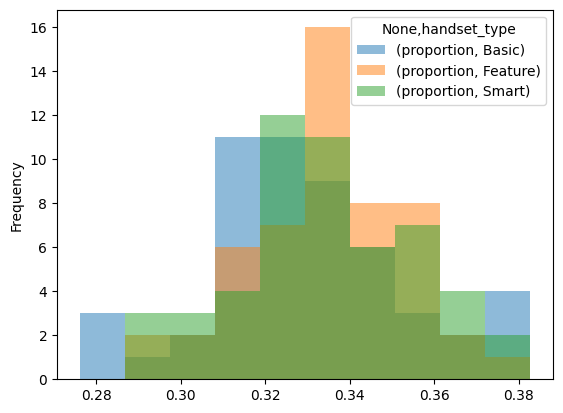 None,handset_type
(proportion, Basic)
(proportion, Feature)
(proportion, Smart)
Frequency
16
14
12
10
8
6
4
2
0
0.28 0.30 0.32 0.34 0.36 0.38